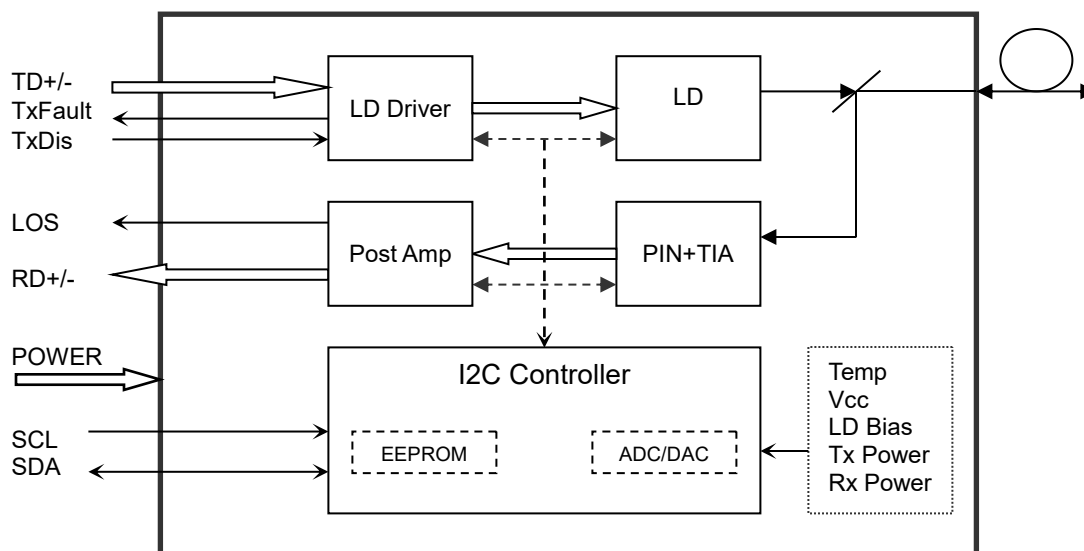 TD+/-
TxFault
TxDis
LD Driver
LD
LOS
RD+/-
Post Amp
PIN+TIA
POWER
SCL
SDA
I2C Controller
EEPROM
ADC/DAC
Temp
Vcc
LD Bias
Tx Power
Rx Power